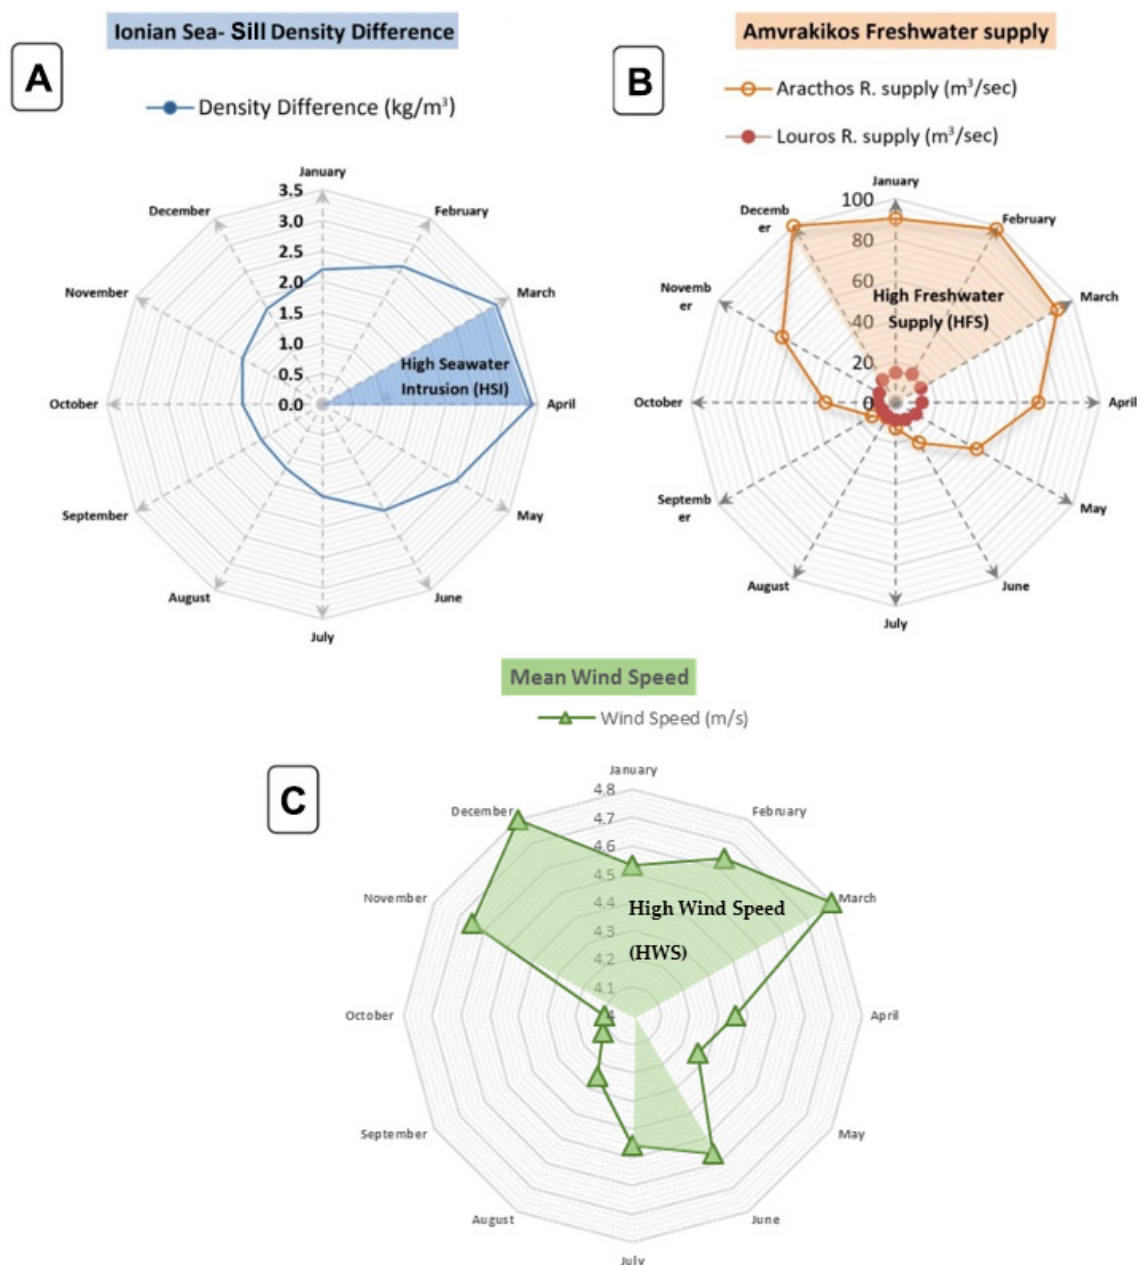 Ionian Sea- Sill Density Difference
A
Density Difference (kg/m³)
January
February
March
April
May
June
July
August
September
October
November
December
3.5
3.0
2.5
2.0
1.5
1.0
0.5
0.0
High Seawater
Intrusion (HSI)
Amvrakikos Freshwater supply
B
Aracthos R. supply (m³/sec)
Louros R. supply (m³/sec)
January
February
March
April
May
June
July
August
Septemb
er
October
Novemb
er
Decemb
er
100
80
60
40
20
0
High Freshwater
Supply (HFS)
Mean Wind Speed
Wind Speed (m/s)
C
January
February
March
April
May
June
July
August
September
October
November
December
4.8
4.7
4.6
4.5
4.4
4.3
4.2
4.1
4
High Wind Speed
(HWS)